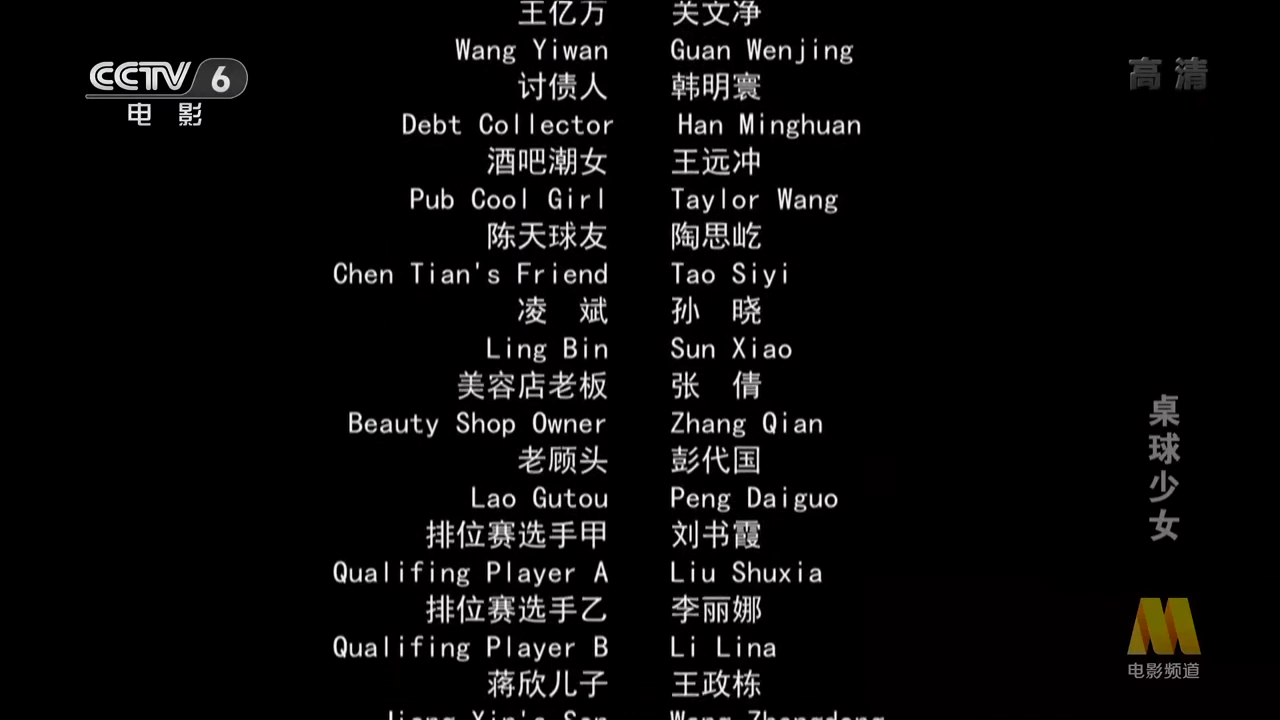 王亿万 关文净
Wang Yiwan Guan Wenjing
讨债人 韩明寰
Debt Collector Han Minghuan
酒吧潮女 王远冲
Pub Cool Girl Taylor Wang
陈天球友 陶思屹
Chen Tian's Friend Tao Siyi
凌 斌 孙 晓
Ling Bin Sun Xiao
美容店老板 张 倩
Beauty Shop Owner Zhang Qian
老顾头 彭代国
Lao Gutou Peng Daiguo
排位赛选手甲 刘书霞
Qualifing Player A Liu Shuxia
排位赛选手乙 李丽娜
Qualifing Player B Li Lina
蒋欣儿子 王政栋
Jiang Xin's Son Wang Zhengdong
CCTV 6
电影
高清
桌球少女
电影频道